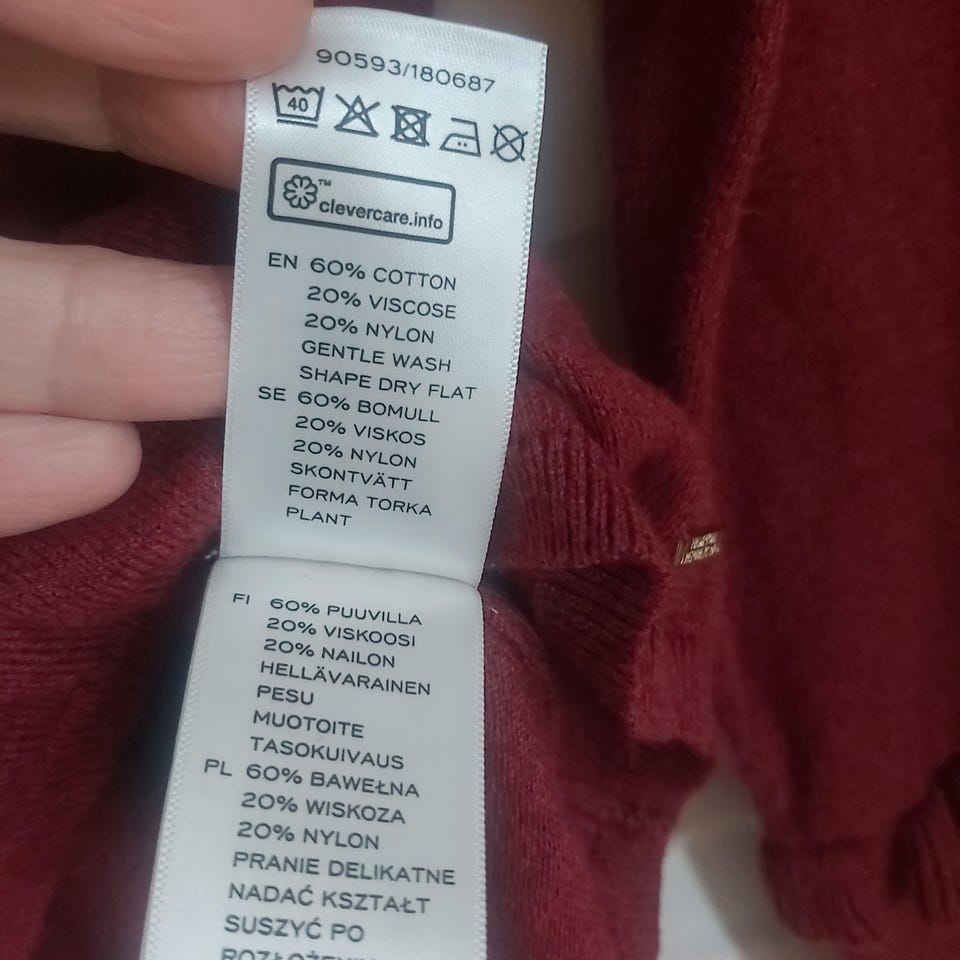 90593/180687
40
™
clevercare.info
EN 60% COTTON
20% VISCOSE
20% NYLON
GENTLE WASH
SHAPE DRY FLAT
SE 60% BOMULL
20% VISKOS
20% NYLON
SKONTVÄTT
FORMA TORKA
PLANT
FI 60% PUUVILLA
20% VISKOOSI
20% NAILON
HELLÄVARAINEN
PESU
MUOTOITE
TASOKUIVAUS
PL 60% BAWEŁNA
20% WISKOZA
20% NYLON
PRANIE DELIKATNE
NADAĆ KSZTAŁT
SUSZYĆ PO